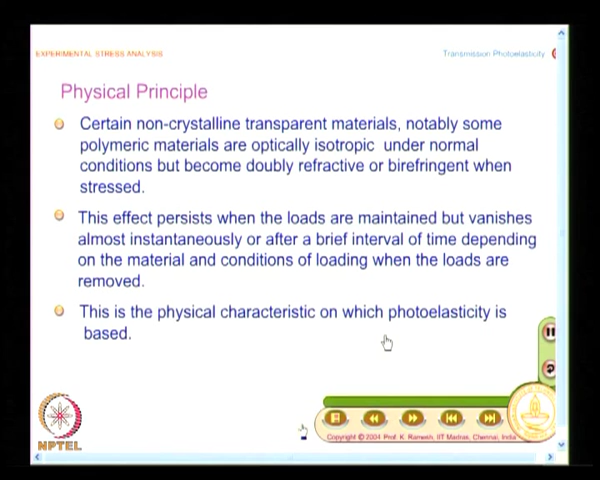 EXPERIMENTAL STRESS ANALYSIS
Transmission Photoelasticity
Physical Principle
Certain non-crystalline transparent materials, notably some
polymeric materials are optically isotropic under normal
conditions but become doubly refractive or birefringent when
stressed.
This effect persists when the loads are maintained but vanishes
almost instantaneously or after a brief interval of time depending
on the material and conditions of loading when the loads are
removed.
This is the physical characteristic on which photoelasticity is
based.
NPTEL
Copyright © 2004 Prof. K. Ramesh, IIT Madras, Chennai, India